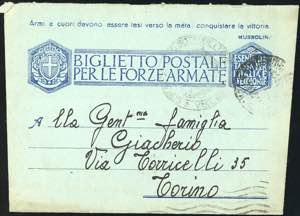 Armi e cuori devono essere tesi verso la mèta: conquistare la vittoria.
MUSSOLINI.
BIGLIETTO POSTALE
PER LE FORZE ARMATE
A lla Gent.ma famiglia
Giacherio
Via Torricelli 35
Torino